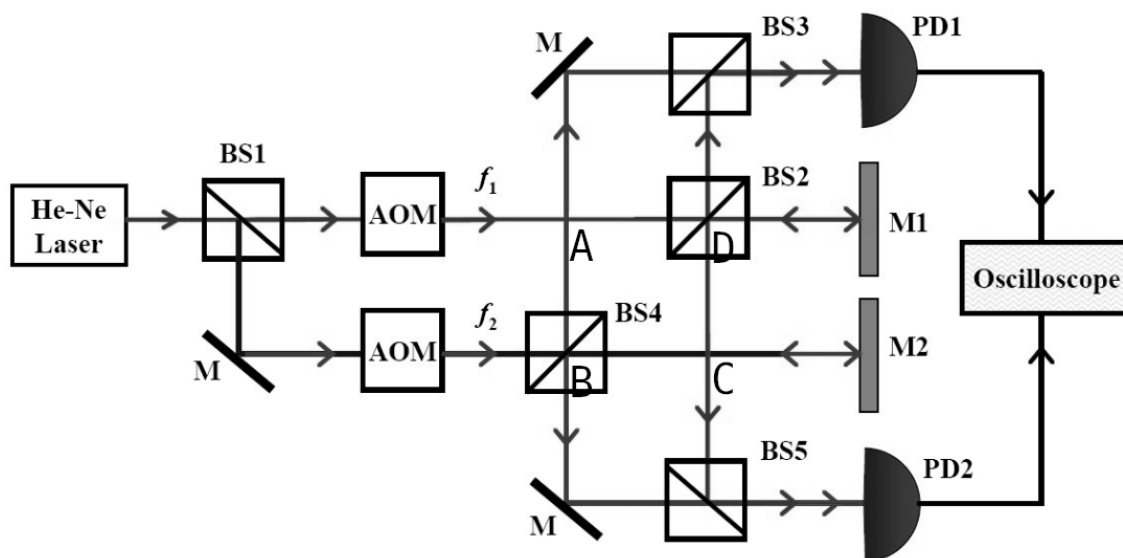 M
BS3
PD1
BS1
He-Ne
Laser
AOM
f1
A
BS2
D
M1
Oscilloscope
M
AOM
f2
BS4
B
C
M2
BS5
PD2
M